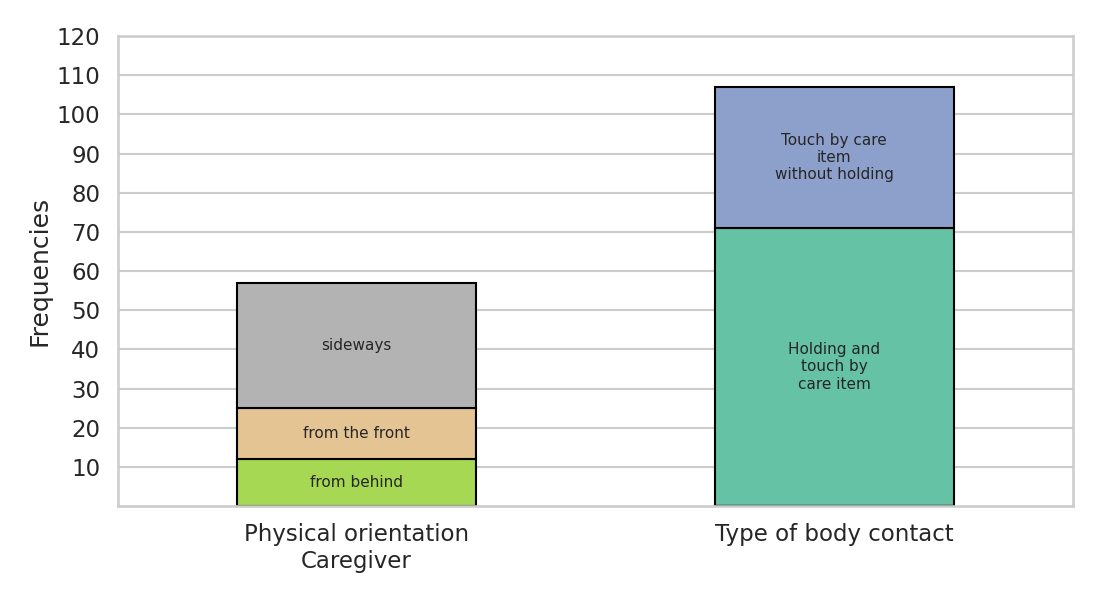 120
110
100
90
80
70
60
50
40
30
20
10
Frequencies
sideways
from the front
from behind
Touch by care
item
without holding
Holding and
touch by
care item
Physical orientation
Caregiver
Type of body contact